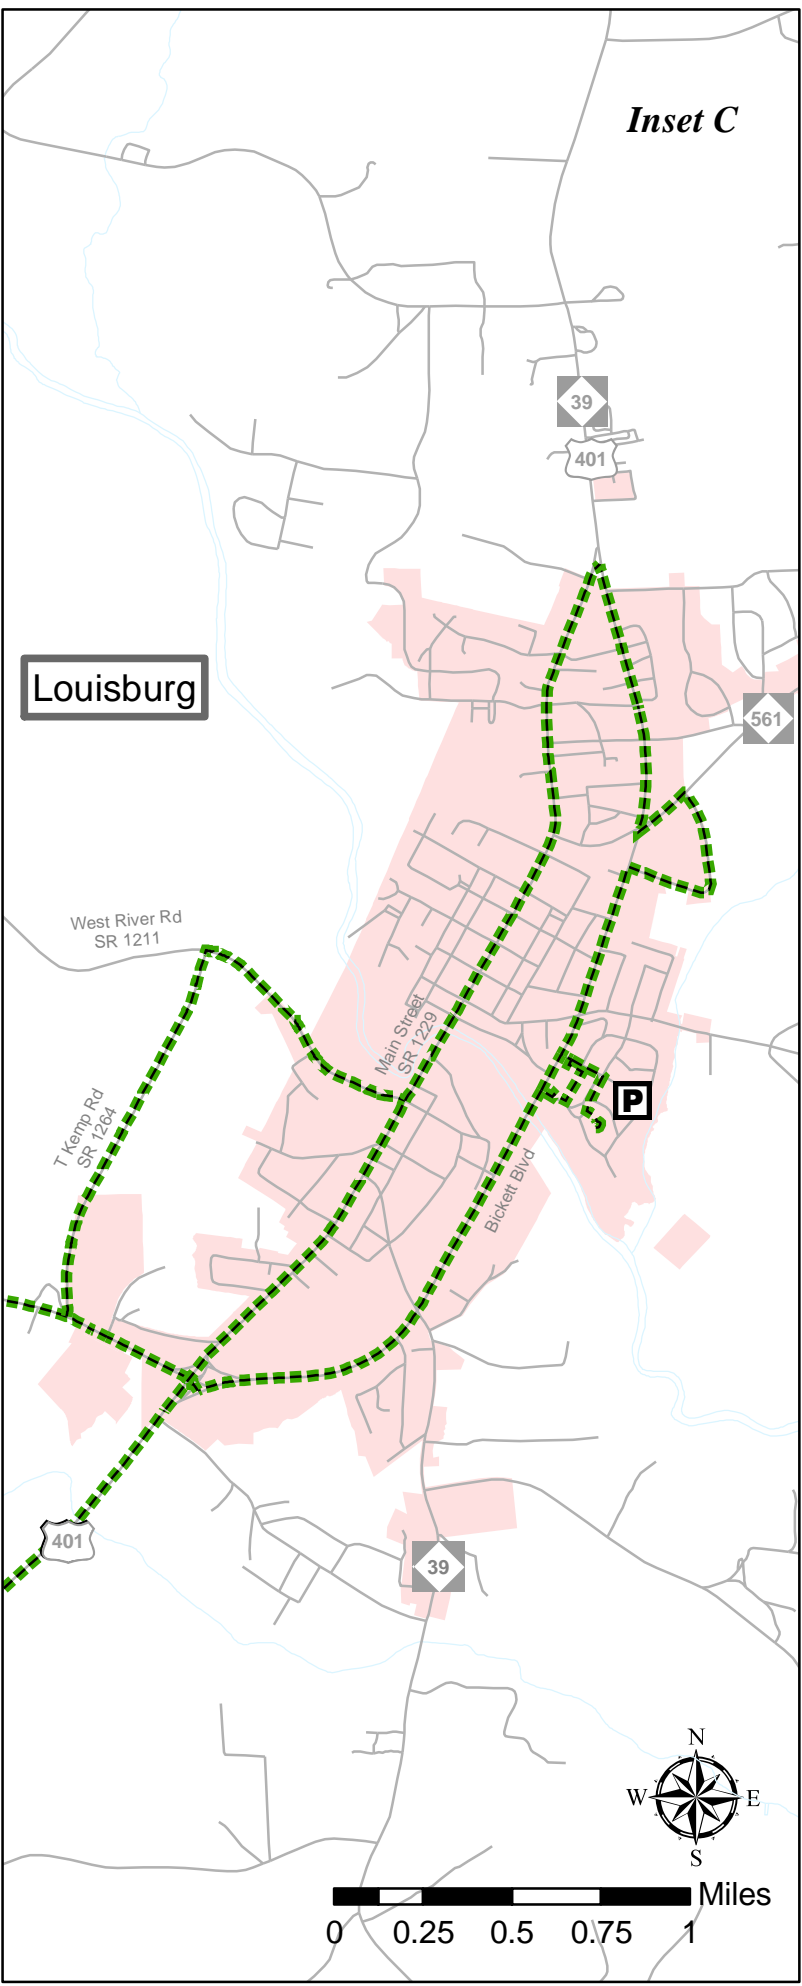 Inset C
39
401
Louisburg
561
West River Rd
SR 1211
Main Street
SR 1229
T Kemp Rd
SR 1264
P
Bickett Blvd
401
39
N
W
E
S
Miles
0 0.25 0.5 0.75 1